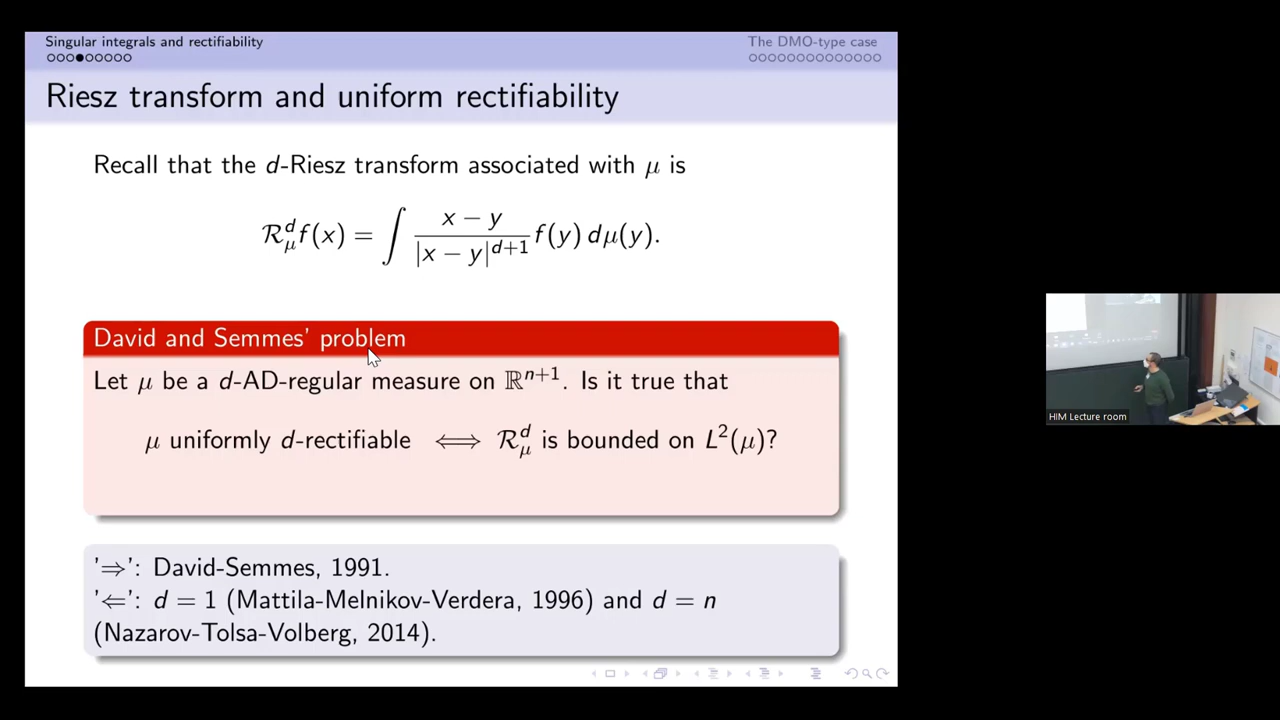 Singular integrals and rectifiability
The DMO-type case
Riesz transform and uniform rectifiability
Recall that the d-Riesz transform associated with μ is
ℛ^d_μ f(x) = ∫ (x − y)/|x − y|^{d+1} f(y) dμ(y).
David and Semmes' problem
Let μ be a d-AD-regular measure on ℝ^{n+1}. Is it true that
μ uniformly d-rectifiable ⟺ ℛ^d_μ is bounded on L²(μ)?
'⇒': David-Semmes, 1991.
'⇐': d = 1 (Mattila-Melnikov-Verdera, 1996) and d = n
(Nazarov-Tolsa-Volberg, 2014).
HIM Lecture room